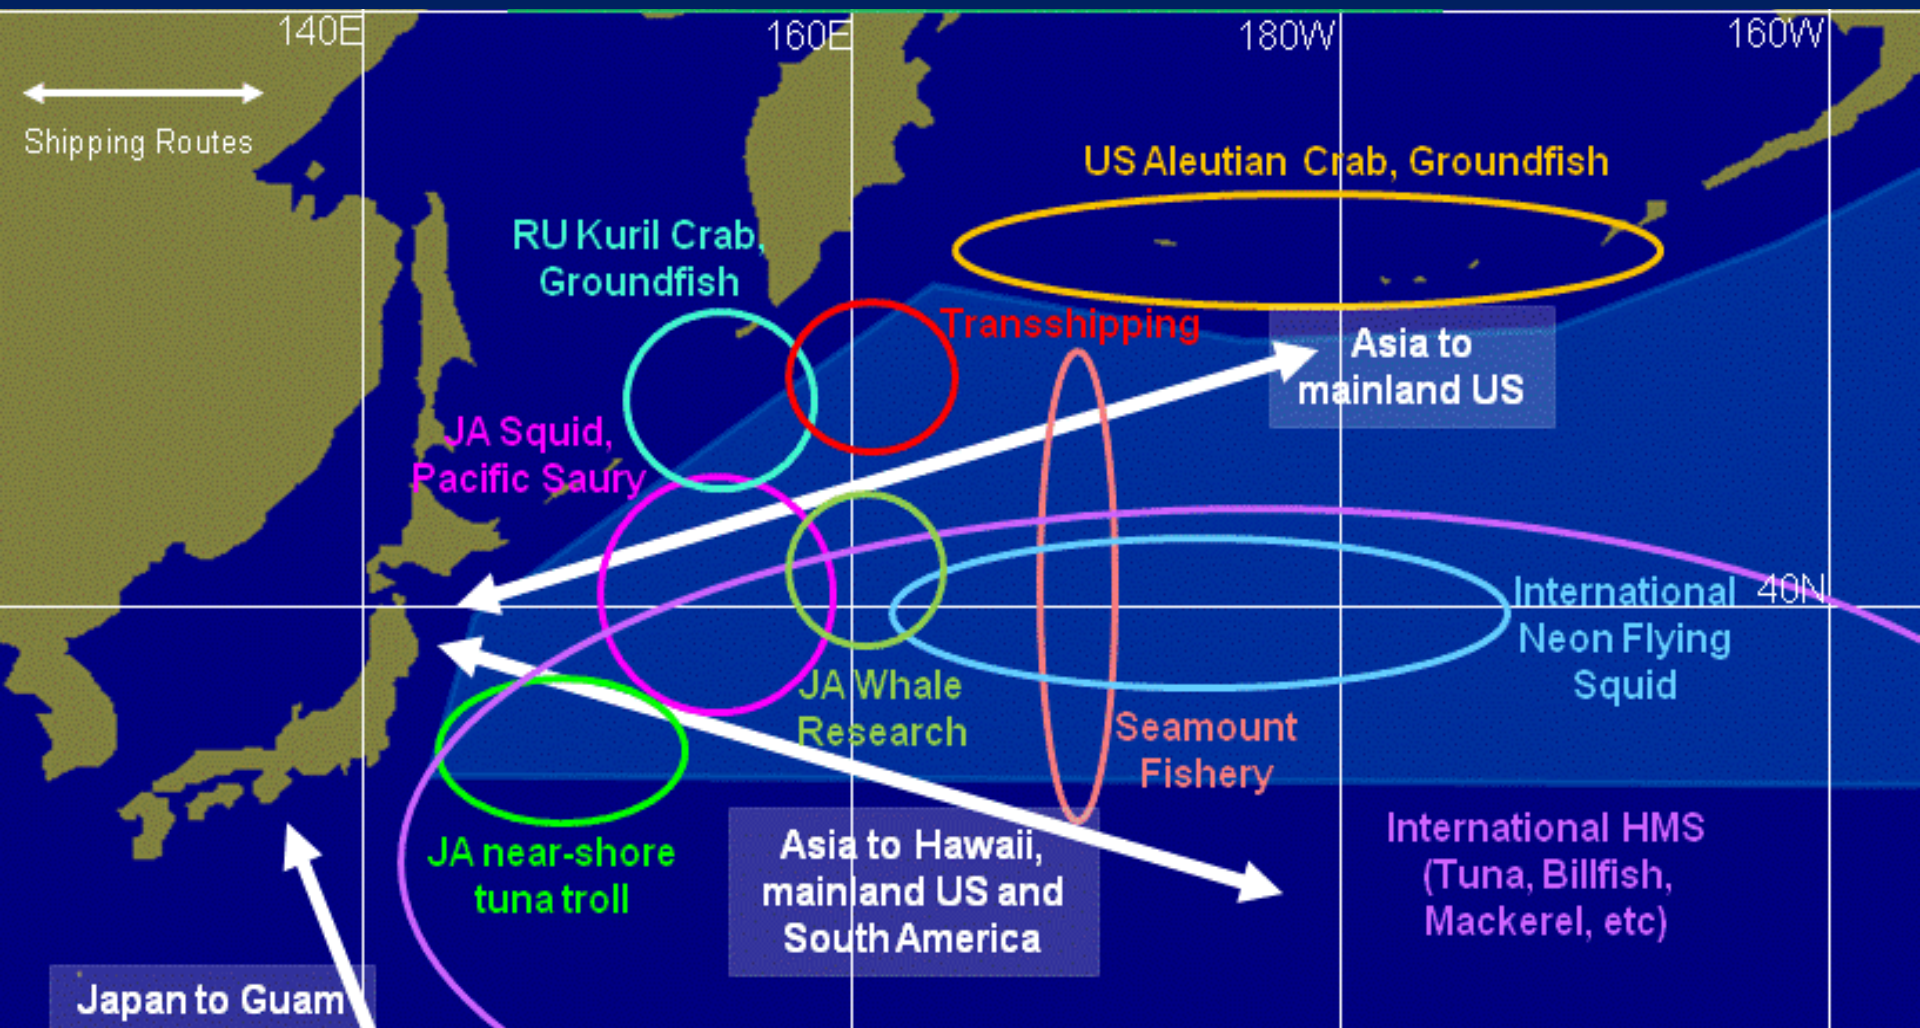 140E
160E
180W
160W
Shipping Routes
US Aleutian Crab, Groundfish
RU Kuril Crab,
Groundfish
Transshipping
Asia to
mainland US
JA Squid,
Pacific Saury
40N
International
Neon Flying
Squid
JA Whale
Research
Seamount
Fishery
JA near-shore
tuna troll
Asia to Hawaii,
mainland US and
South America
International HMS
(Tuna, Billfish,
Mackerel, etc)
Japan to Guam